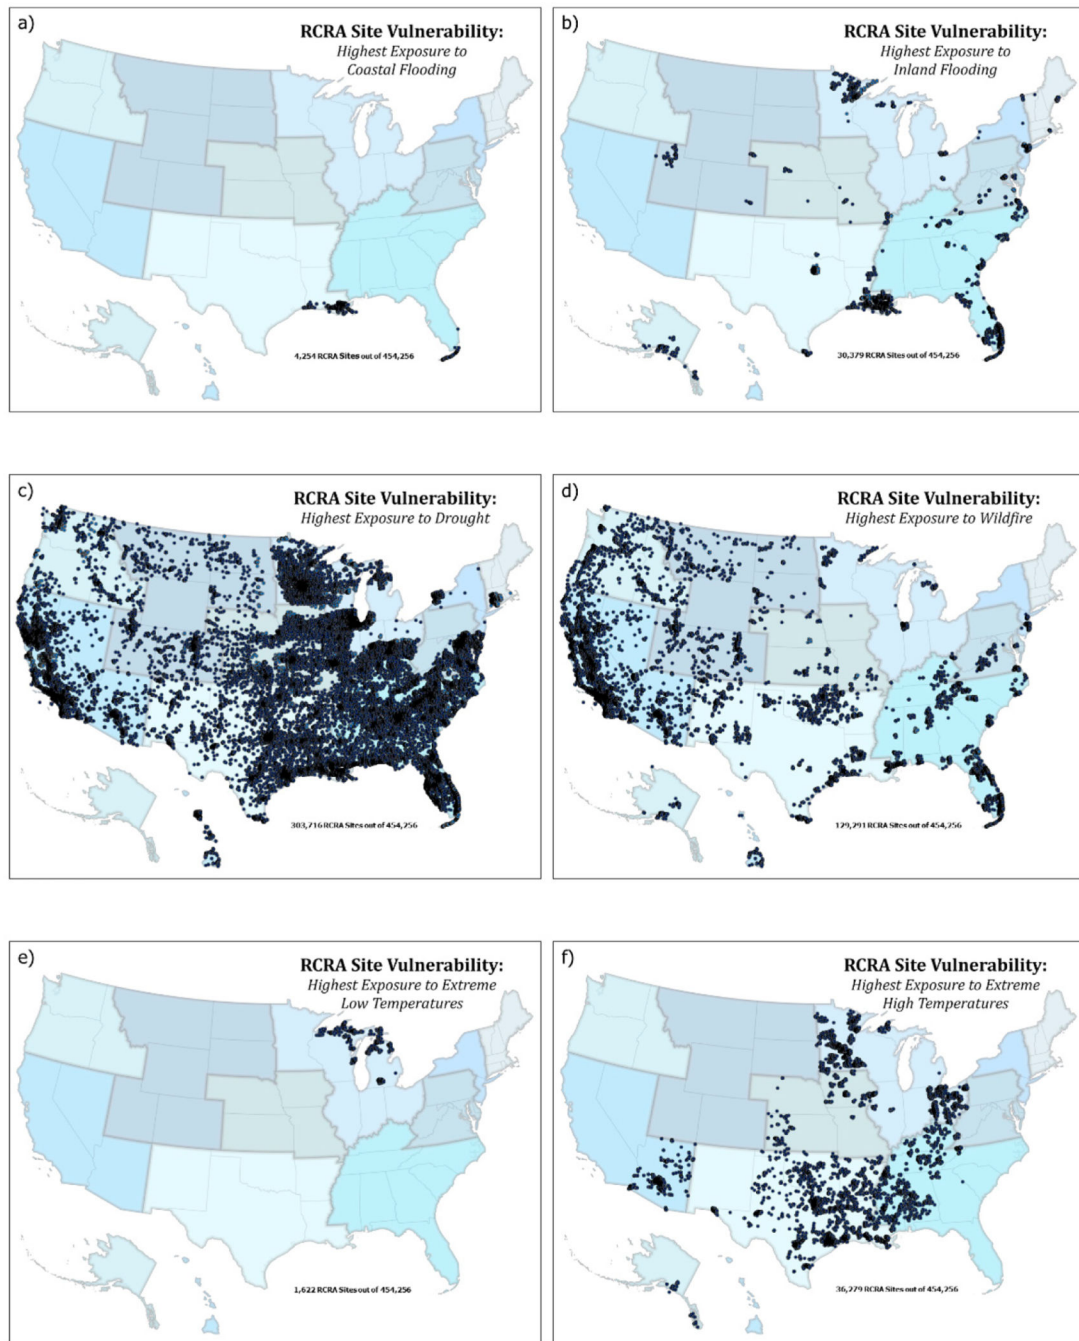 a)
RCRA Site Vulnerability:
Highest Exposure to
Coastal Flooding
4,254 RCRA Sites out of 454,256
b)
RCRA Site Vulnerability:
Highest Exposure to
Inland Flooding
30,379 RCRA Sites out of 454,256
c)
RCRA Site Vulnerability:
Highest Exposure to Drought
303,716 RCRA Sites out of 454,256
d)
RCRA Site Vulnerability:
Highest Exposure to Wildfire
129,291 RCRA Sites out of 454,256
e)
RCRA Site Vulnerability:
Highest Exposure to Extreme
Low Temperatures
1,622 RCRA Sites out of 454,256
f)
RCRA Site Vulnerability:
Highest Exposure to Extreme
High Temperatures
36,279 RCRA Sites out of 454,256